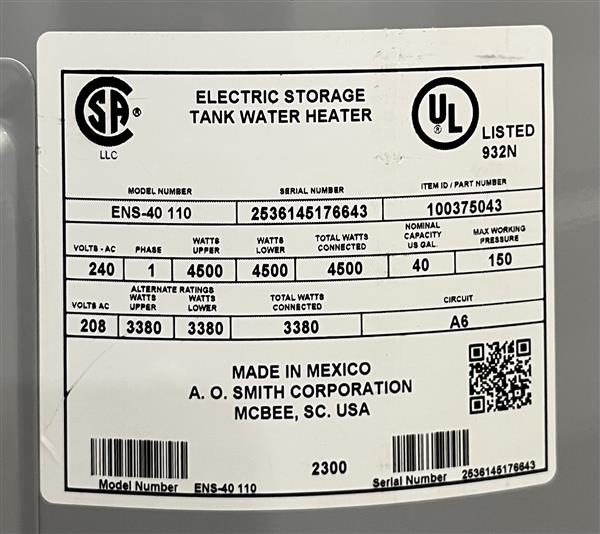 ELECTRIC STORAGE
TANK WATER HEATER
CSA
®
LLC
UL
®
LISTED
932N
MODEL NUMBER SERIAL NUMBER ITEM ID / PART NUMBER
ENS-40 110 2536145176643 100375043
VOLTS - AC PHASE WATTS UPPER WATTS LOWER TOTAL WATTS CONNECTED NOMINAL CAPACITY US GAL. MAX WORKING PRESSURE
240 1 4500 4500 4500 40 150
ALTERNATE RATINGS
VOLTS AC WATTS UPPER WATTS LOWER TOTAL WATTS CONNECTED CIRCUIT
208 3380 3380 3380 A6
MADE IN MEXICO
A. O. SMITH CORPORATION
MCBEE, SC. USA
2300
Model Number ENS-40 110 Serial Number 2536145176643